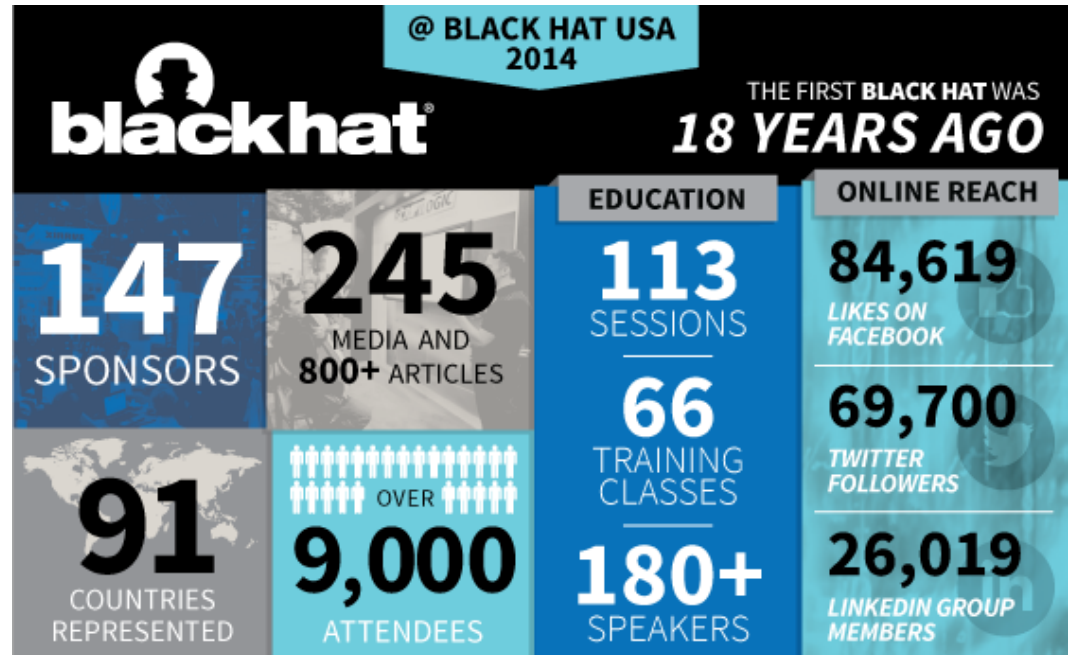 @ BLACK HAT USA
2014
blackhat®
THE FIRST BLACK HAT WAS
18 YEARS AGO
147
SPONSORS
245
MEDIA AND
800+ ARTICLES
91
COUNTRIES
REPRESENTED
OVER
9,000
ATTENDEES
EDUCATION
113
SESSIONS
66
TRAINING
CLASSES
180+
SPEAKERS
ONLINE REACH
84,619
LIKES ON
FACEBOOK
69,700
TWITTER
FOLLOWERS
26,019
LINKEDIN GROUP
MEMBERS
in